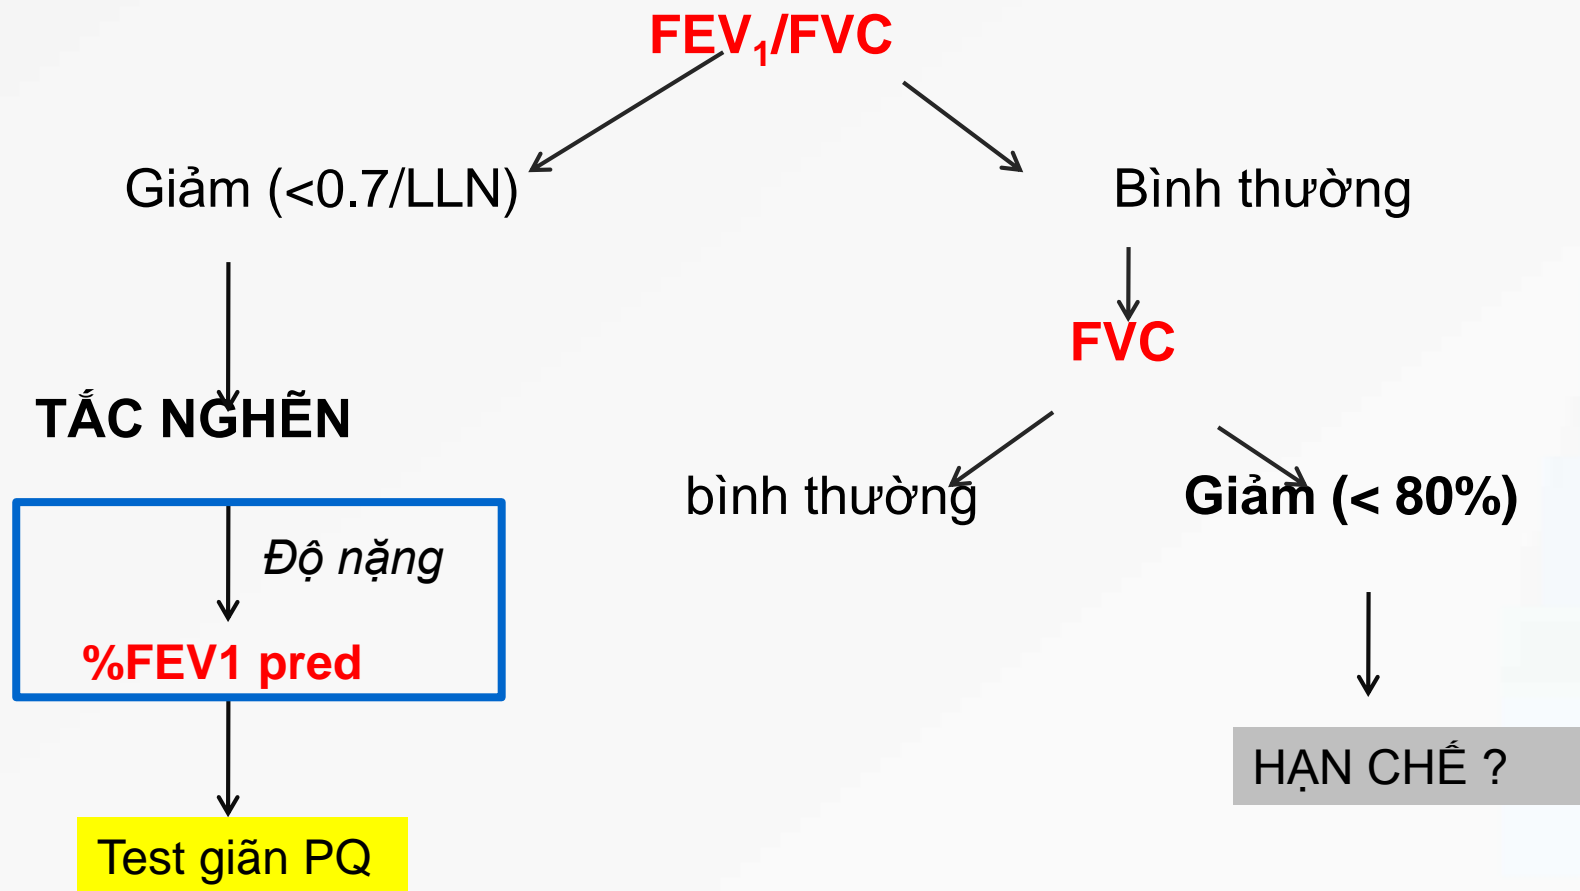 FEV₁/FVC
Giảm (<0.7/LLN)
Bình thường
FVC
TẮC NGHẼN
bình thường
Giảm (< 80%)
Độ nặng
%FEV1 pred
HẠN CHẾ ?
Test giãn PQ